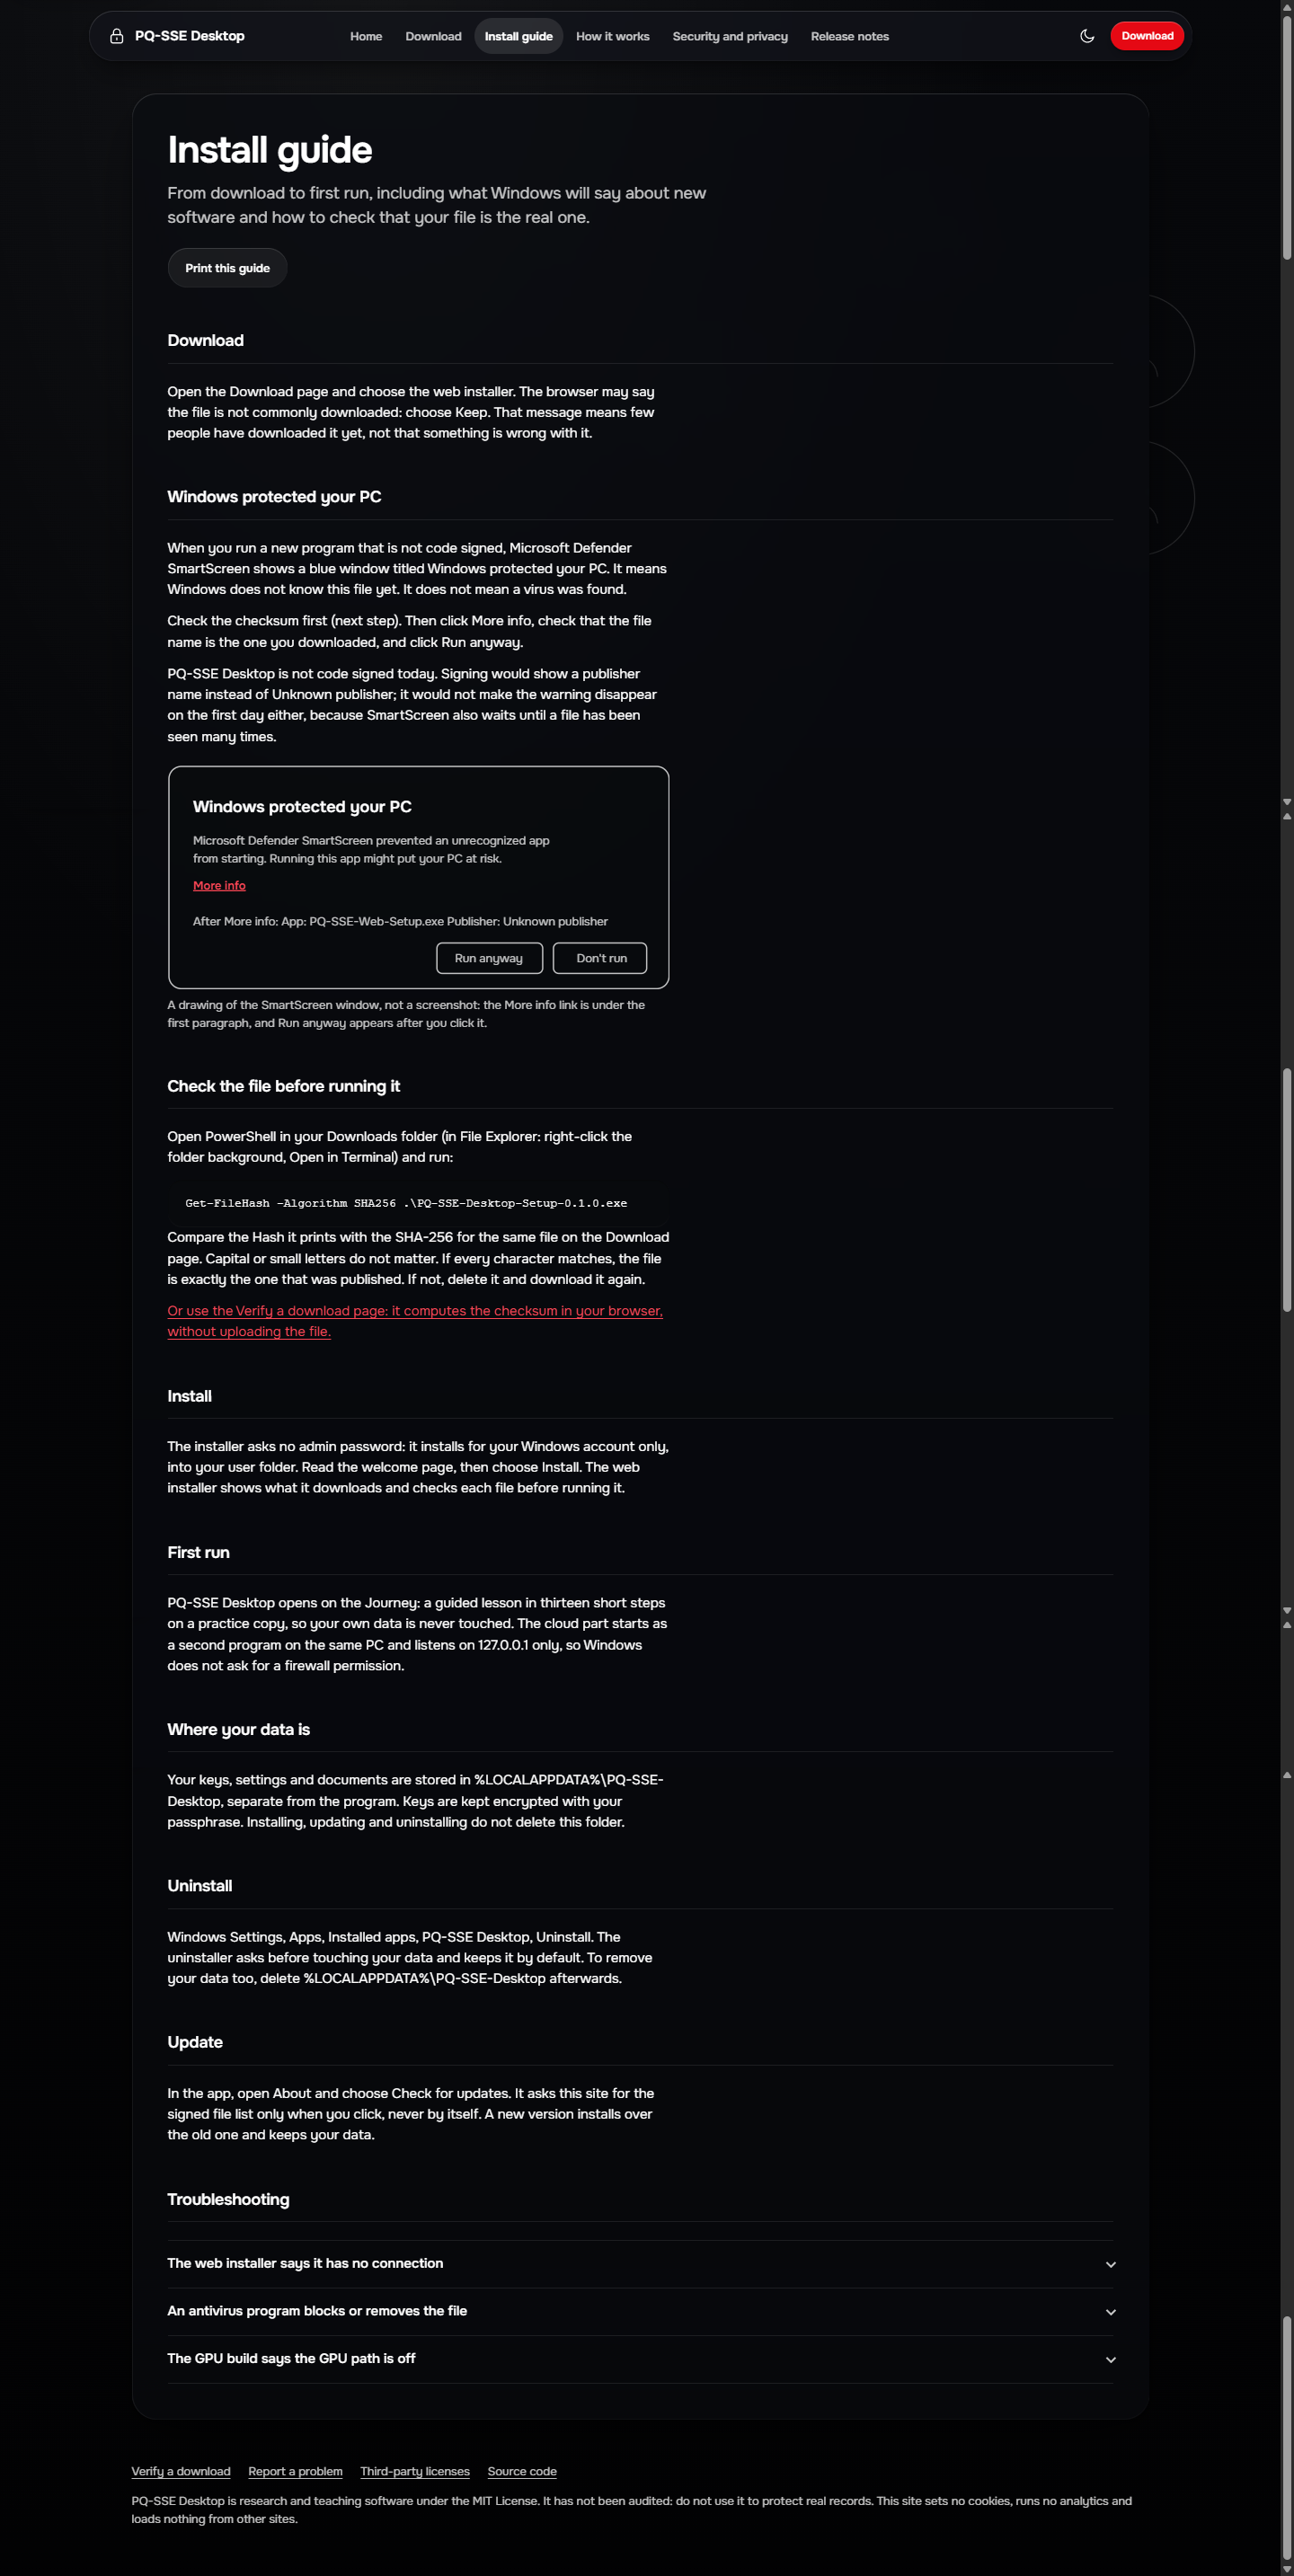 PQ-SSE Desktop
Home
Download
Install guide
How it works
Security and privacy
Release notes
Download
Install guide
From download to first run, including what Windows will say about new
software and how to check that your file is the real one.
Print this guide
Download
Open the Download page and choose the web installer. The browser may say
the file is not commonly downloaded: choose Keep. That message means few
people have downloaded it yet, not that something is wrong with it.
Windows protected your PC
When you run a new program that is not code signed, Microsoft Defender
SmartScreen shows a blue window titled Windows protected your PC. It means
Windows does not know this file yet. It does not mean a virus was found.
Check the checksum first (next step). Then click More info, check that the file
name is the one you downloaded, and click Run anyway.
PQ-SSE Desktop is not code signed today. Signing would show a publisher
name instead of Unknown publisher; it would not make the warning disappear
on the first day either, because SmartScreen also waits until a file has been
seen many times.
Windows protected your PC
Microsoft Defender SmartScreen prevented an unrecognized app
from starting. Running this app might put your PC at risk.
More info
After More info: App: PQ-SSE-Web-Setup.exe Publisher: Unknown publisher
Run anyway
Don't run
A drawing of the SmartScreen window, not a screenshot: the More info link is under the
first paragraph, and Run anyway appears after you click it.
Check the file before running it
Open PowerShell in your Downloads folder (in File Explorer: right-click the
folder background, Open in Terminal) and run:
Get-FileHash -Algorithm SHA256 .\PQ-SSE-Desktop-Setup-0.1.0.exe
Compare the Hash it prints with the SHA-256 for the same file on the Download
page. Capital or small letters do not matter. If every character matches, the file
is exactly the one that was published. If not, delete it and download it again.
Or use the Verify a download page: it computes the checksum in your browser,
without uploading the file.
Install
The installer asks no admin password: it installs for your Windows account only,
into your user folder. Read the welcome page, then choose Install. The web
installer shows what it downloads and checks each file before running it.
First run
PQ-SSE Desktop opens on the Journey: a guided lesson in thirteen short steps
on a practice copy, so your own data is never touched. The cloud part starts as
a second program on the same PC and listens on 127.0.0.1 only, so Windows
does not ask for a firewall permission.
Where your data is
Your keys, settings and documents are stored in %LOCALAPPDATA%\PQ-SSE-
Desktop, separate from the program. Keys are kept encrypted with your
passphrase. Installing, updating and uninstalling do not delete this folder.
Uninstall
Windows Settings, Apps, Installed apps, PQ-SSE Desktop, Uninstall. The
uninstaller asks before touching your data and keeps it by default. To remove
your data too, delete %LOCALAPPDATA%\PQ-SSE-Desktop afterwards.
Update
In the app, open About and choose Check for updates. It asks this site for the
signed file list only when you click, never by itself. A new version installs over
the old one and keeps your data.
Troubleshooting
The web installer says it has no connection
An antivirus program blocks or removes the file
The GPU build says the GPU path is off
Verify a download
Report a problem
Third-party licenses
Source code
PQ-SSE Desktop is research and teaching software under the MIT License. It has not been audited: do not use it to protect real records. This site sets no cookies, runs no analytics and
loads nothing from other sites.